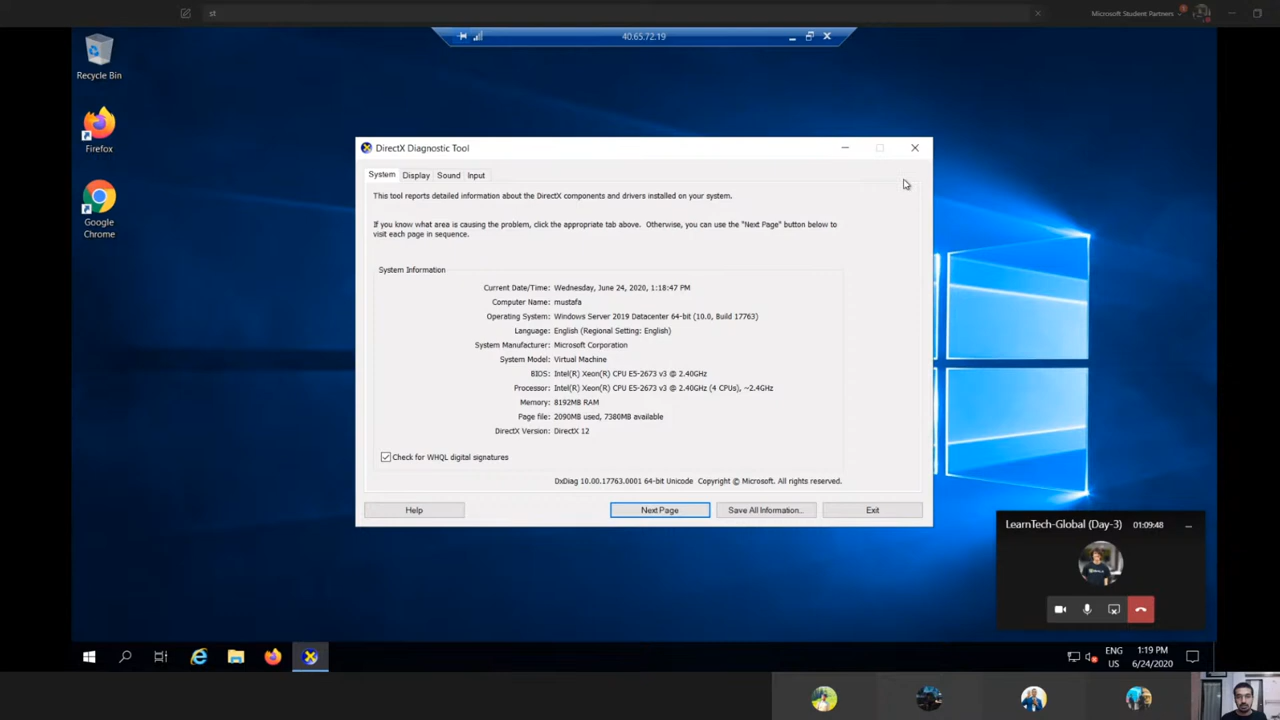 st
Microsoft Student Partners
40.65.72.19
Recycle Bin
Firefox
Google
Chrome
DirectX Diagnostic Tool
System
Display
Sound
Input
This tool reports detailed information about the DirectX components and drivers installed on your system.
If you know what area is causing the problem, click the appropriate tab above. Otherwise, you can use the "Next Page" button below to
visit each page in sequence.
System Information
Current Date/Time: Wednesday, June 24, 2020, 1:18:47 PM
Computer Name: mustafa
Operating System: Windows Server 2019 Datacenter 64-bit (10.0, Build 17763)
Language: English (Regional Setting: English)
System Manufacturer: Microsoft Corporation
System Model: Virtual Machine
BIOS: Intel(R) Xeon(R) CPU E5-2673 v3 @ 2.40GHz
Processor: Intel(R) Xeon(R) CPU E5-2673 v3 @ 2.40GHz (4 CPUs), ~2.4GHz
Memory: 8192MB RAM
Page file: 2090MB used, 7380MB available
DirectX Version: DirectX 12
Check for WHQL digital signatures
DxDiag 10.00.17763.0001 64-bit Unicode Copyright © Microsoft. All rights reserved.
Help
Next Page
Save All Information...
Exit
LearnTech-Global (Day-3)
01:09:48
ENG
US
1:19 PM
6/24/2020